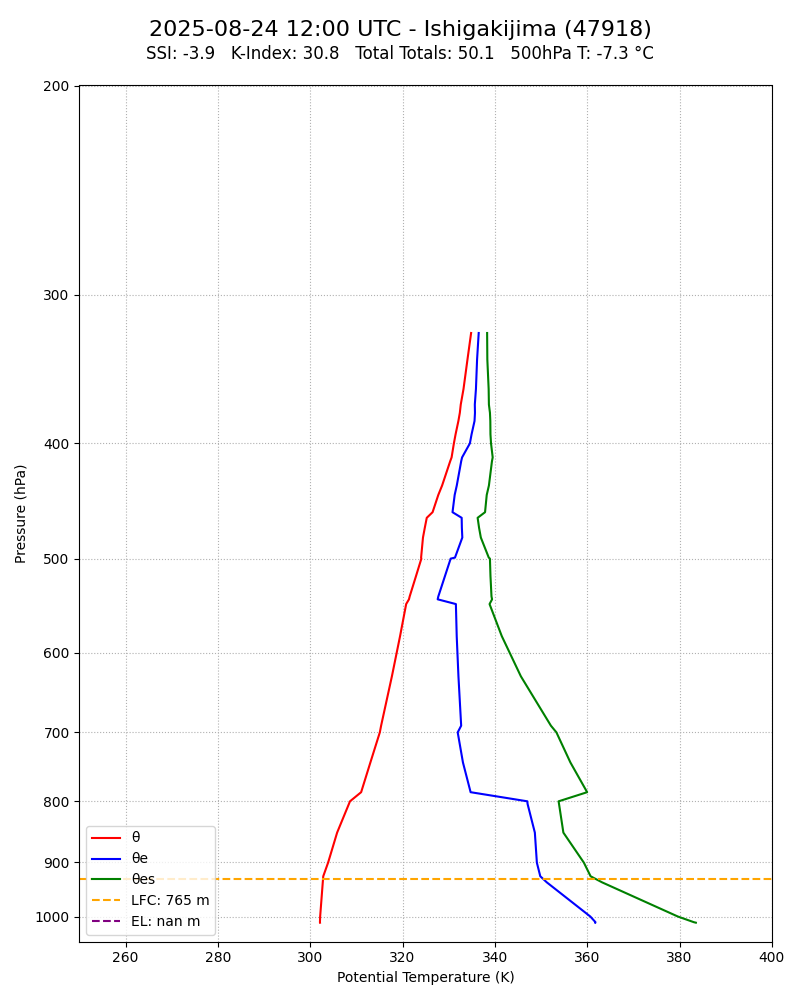 2025-08-24 12:00 UTC - Ishigakijima (47918)
SSI: -3.9 K-Index: 30.8 Total Totals: 50.1 500hPa T: -7.3 °C
200
300
400
500
600
700
800
900
1000
Pressure (hPa)
θ
θe
θes
LFC: 765 m
EL: nan m
260 280 300 320 340 360 380 400
Potential Temperature (K)